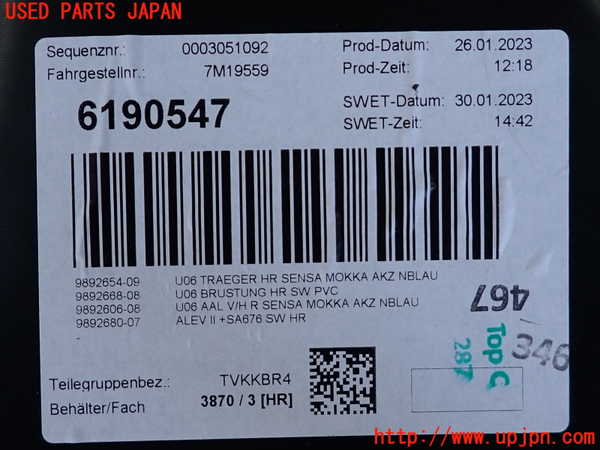 USED PARTS JAPAN
Sequenznr. 0003051092 Prod-Datum: 26.01.2023
Fahrgestellnr.: 7M19559 Prod-Zeit: 12:18
6190547 SWET-Datum: 30.01.2023
SWET-Zeit: 14:42
9892654-09 U06 TRAEGER HR SENSA MOKKA AKZ NBLAU
9892668-08 U06 BRUSTUNG HR SW PVC
9892606-08 U06 AAL V/H R SENSA MOKKA AKZ NBLAU
9892680-07 ALEV II +SA676 SW HR
467
Top C
346
287
Teilegruppenbez.: TVKKBR4
Behälter/Fach 3870 / 3 [HR]
U-Parts Japan
http://www.upjpn.com/